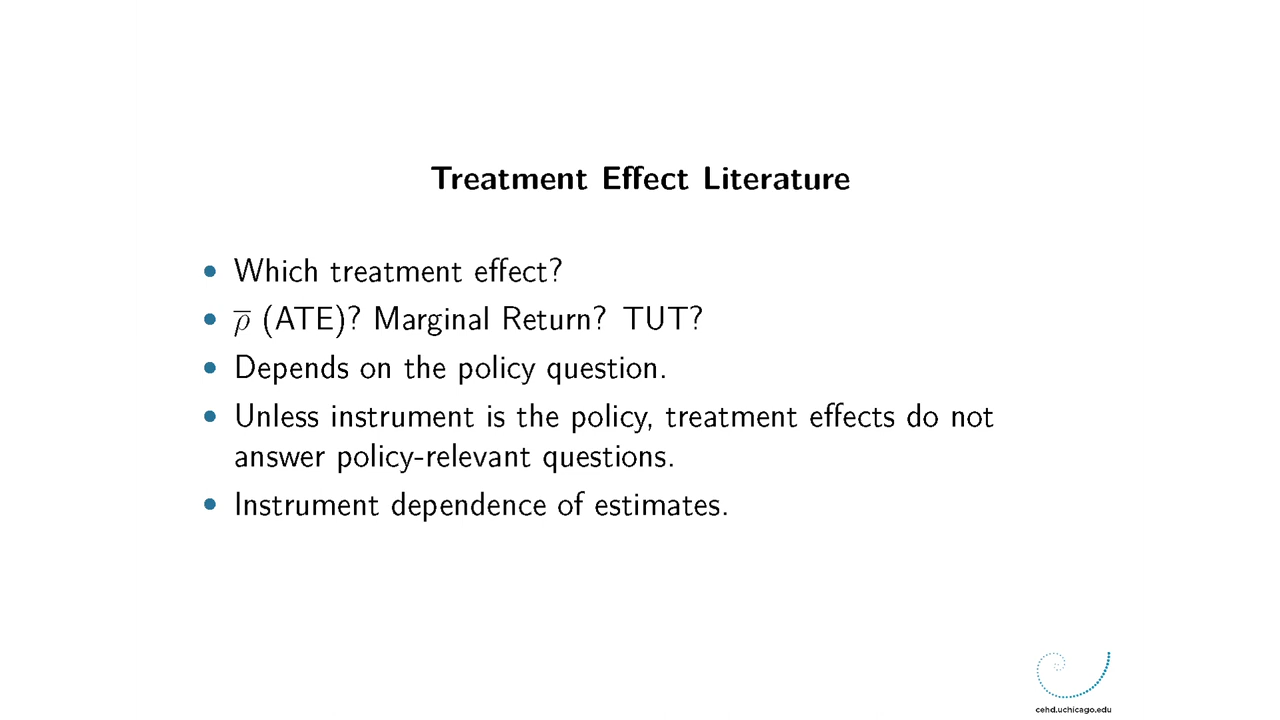 Treatment Effect Literature
• Which treatment effect?
• ρ̅ (ATE)? Marginal Return? TUT?
• Depends on the policy question.
• Unless instrument is the policy, treatment effects do not
answer policy-relevant questions.
• Instrument dependence of estimates.
cehd.uchicago.edu